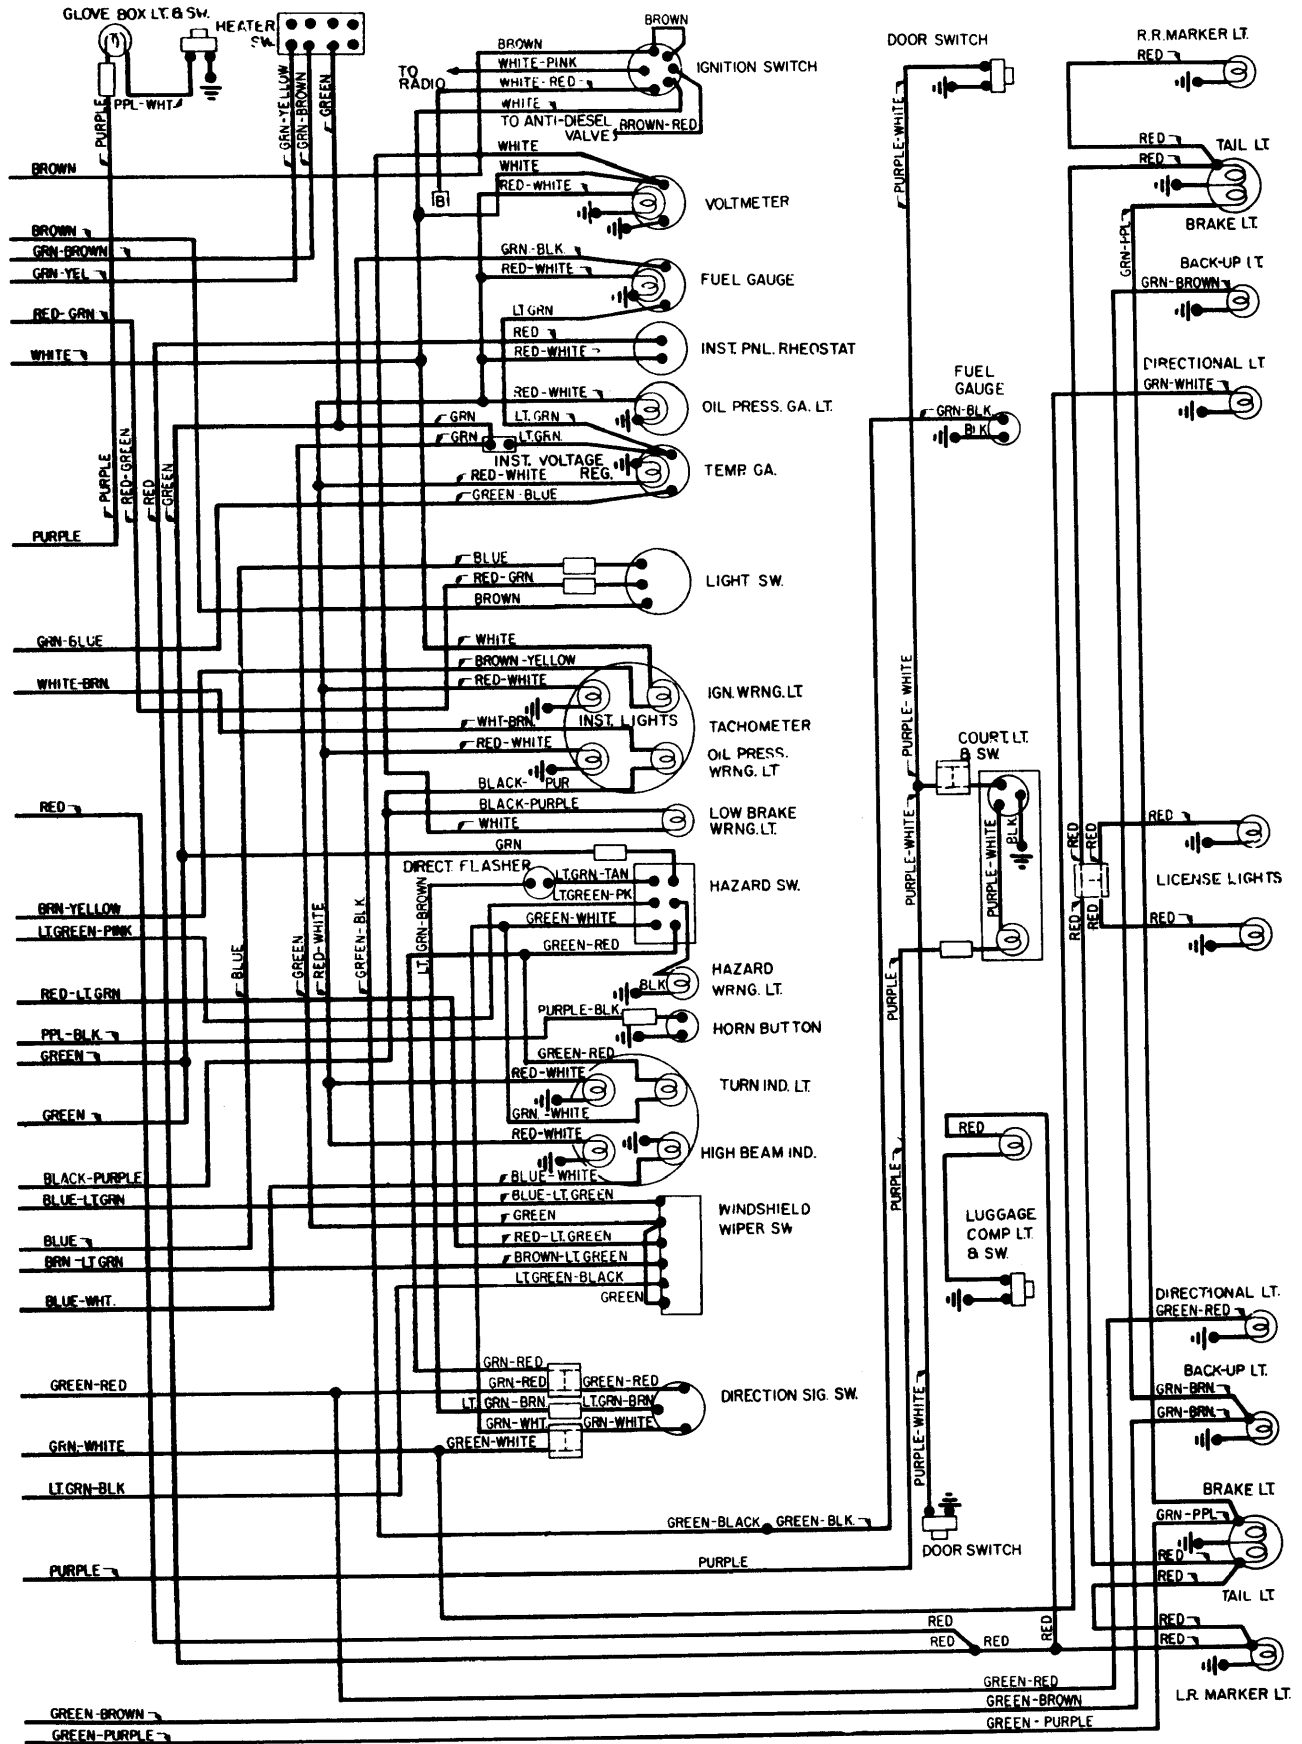 GLOVE BOX LT. & SW.
HEATER
SW.
BROWN
BROWN
WHITE-PINK
TO
RADIO
WHITE-RED
WHITE
TO ANTI-DIESEL
VALVE
BROWN-RED
IGNITION SWITCH
DOOR SWITCH
R.R. MARKER LT.
RED
PURPLE
PPL-WHT
GRN-YELLOW
GRN-BROWN
GREEN
BROWN
WHITE
WHITE
RED-WHITE
B
VOLTMETER
PURPLE-WHITE
RED
RED
TAIL LT
BRAKE LT.
GRN-PPL
BROWN
GRN-BROWN
GRN-YEL
GRN-BLK
RED-WHITE
FUEL GAUGE
BACK-UP LT
GRN-BROWN
RED-GRN
LT GRN
RED
RED-WHITE
INST. PNL. RHEOSTAT
WHITE
DIRECTIONAL LT
GRN-WHITE
FUEL
GAUGE
GRN-BLK
BLK
RED-WHITE
OIL PRESS. GA. LT.
GRN
LT. GRN
GRN
LT. GRN.
INST. VOLTAGE
REG.
RED-WHITE
GREEN-BLUE
TEMP GA.
PURPLE
RED-GREEN
RED
GREEN
PURPLE
BLUE
RED-GRN
BROWN
LIGHT SW.
GRN-BLUE
WHITE
BROWN-YELLOW
RED-WHITE
IGN. WRNG. LT
WHITE-BRN.
INST. LIGHTS
WHT-BRN.
TACHOMETER
RED-WHITE
OIL PRESS.
WRNG. LT
BLACK-PUR
PURPLE-WHITE
COURT. LT.
& SW.
RED
BLACK-PURPLE
WHITE
LOW BRAKE
WRNG. LT.
PURPLE-WHITE
PURPLE-WHITE
BLK
RED
RED
RED
GRN
DIRECT. FLASHER
LT. GRN-TAN
LT.GREEN-PK
HAZARD SW.
LICENSE LIGHTS
BRN-YELLOW
GREEN-WHITE
RED
RED
RED
LT.GREEN-PINK
GREEN-RED
BLUE
GREEN
RED-WHITE
GREEN-BLK
LT. GRN-BROWN
HAZARD
WRNG. LT.
BLK
RED-LT.GRN
PURPLE-BLK
HORN BUTTON
PURPLE
PPL-BLK.
GREEN
GREEN-RED
RED-WHITE
TURN IND. LT.
GREEN
GRN.-WHITE
RED-WHITE
HIGH BEAM IND.
RED
BLACK-PURPLE
BLUE-WHITE
PURPLE
BLUE-LT.GRN
BLUE-LT.GREEN
GREEN
WINDSHIELD
WIPER SW
LUGGAGE
COMP LT.
& SW.
BLUE
RED-LT.GREEN
BRN-LT GRN
BROWN-LT.GREEN
LT.GREEN-BLACK
GREEN
BLUE-WHT.
DIRECTIONAL LT.
GREEN-RED
GRN-RED
GRN-RED
GREEN-RED
GREEN-RED
DIRECTION SIG. SW.
LT. GRN-BRN.
LT.GRN-BRN
GRN-WHT.
GRN-WHITE
PURPLE-WHITE
BACK-UP LT.
GRN-BRN
GRN-BRN.
GRN-WHITE
GREEN-WHITE
LT.GRN-BLK
BRAKE LT.
GRN-PPL
GREEN-BLACK
GREEN-BLK.
DOOR SWITCH
RED
RED
PURPLE
PURPLE
TAIL LT
RED
RED
RED
RED
RED
RED
GREEN-RED
GREEN-BROWN
L.R. MARKER LT.
GREEN-BROWN
GREEN-PURPLE
GREEN-PURPLE